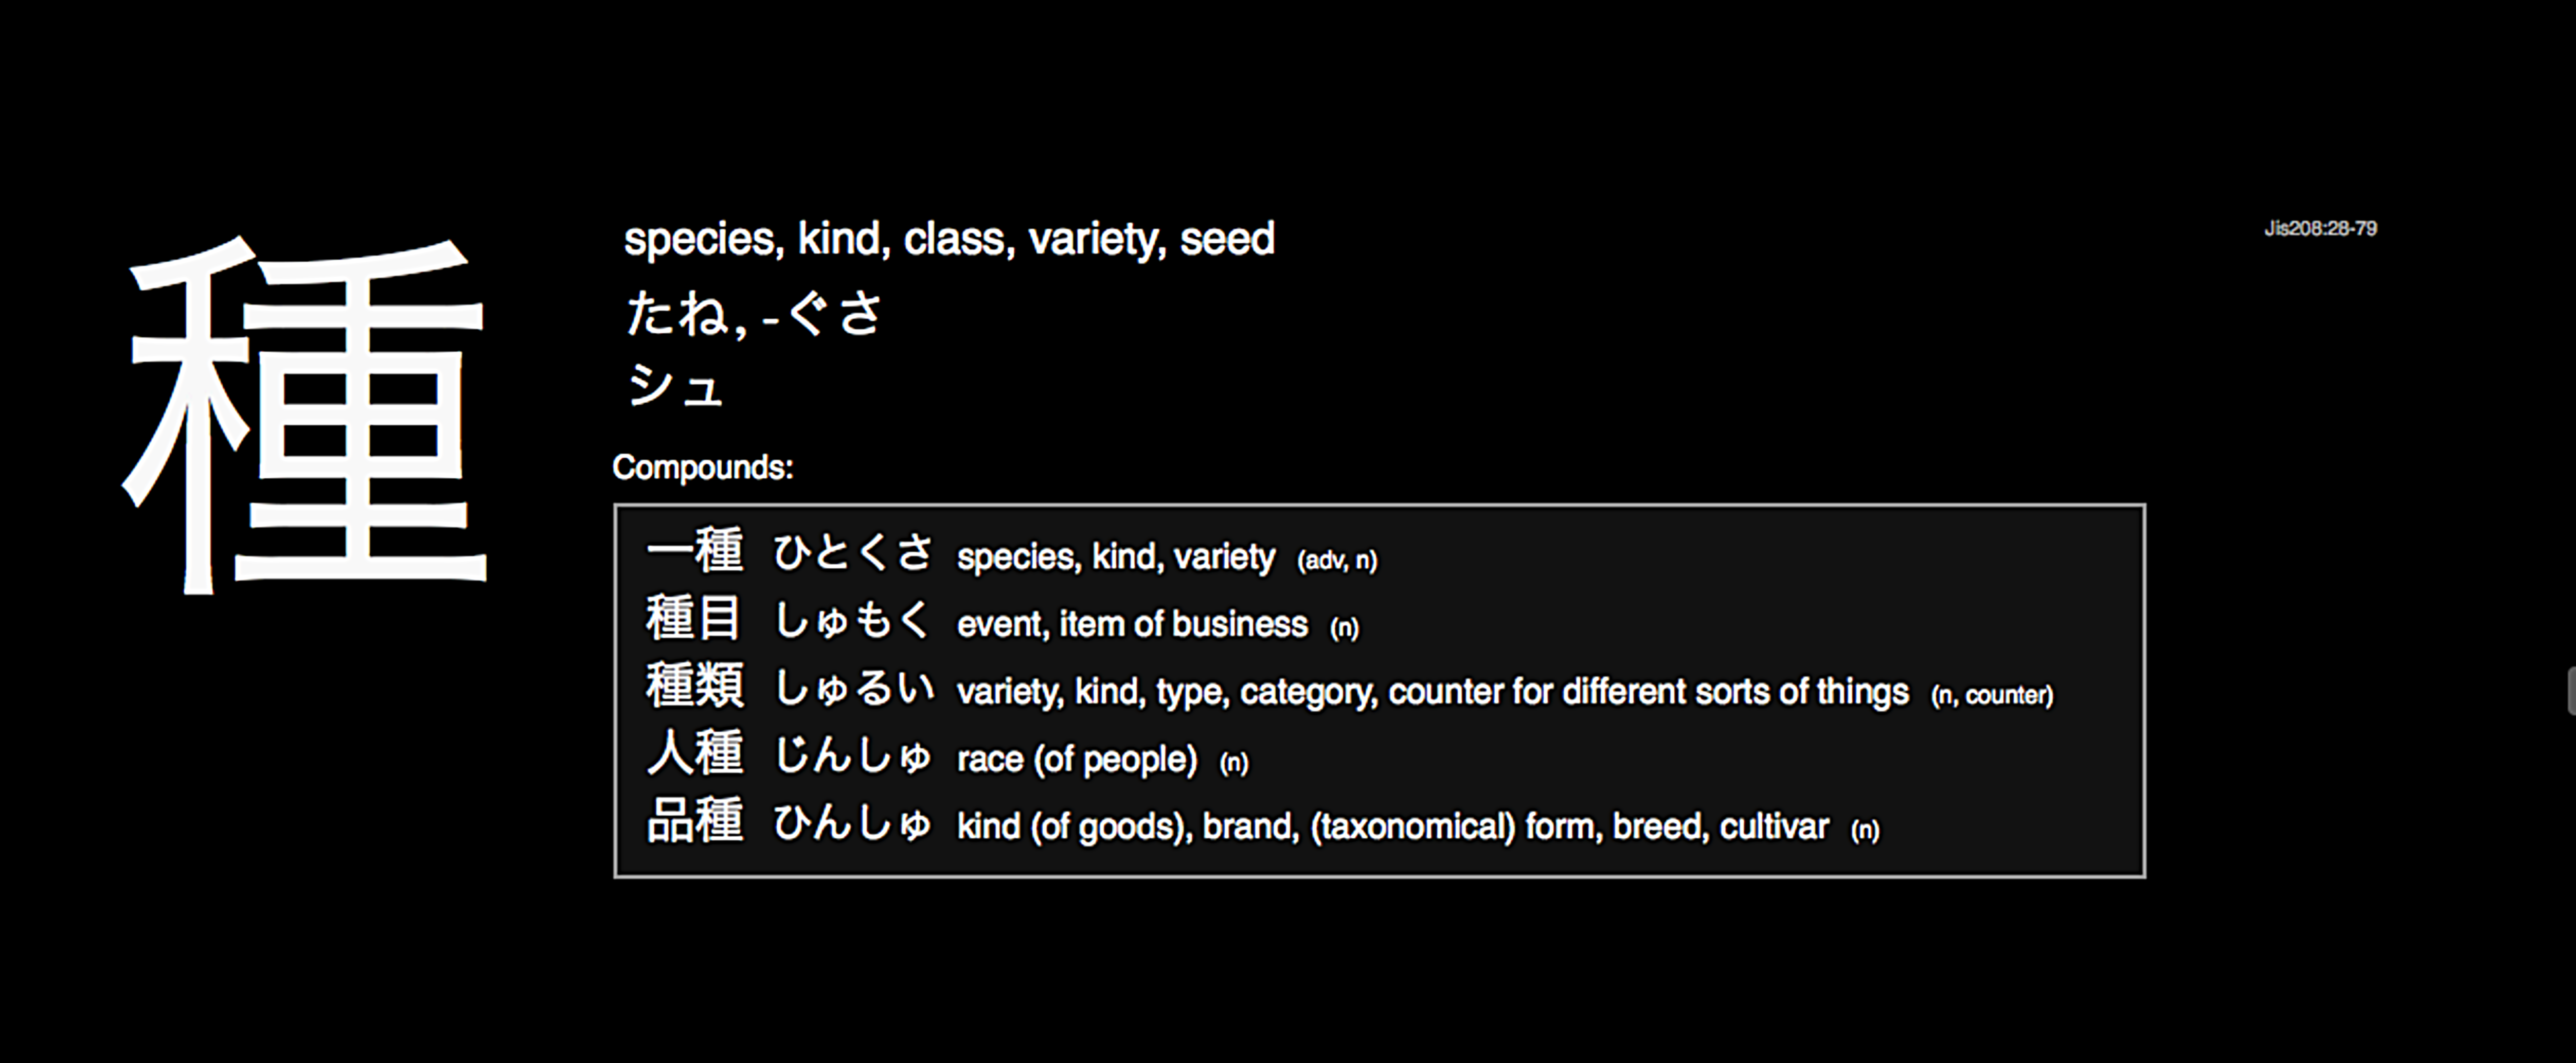 種
species, kind, class, variety, seed
Jis208:28-79
たね, -ぐさ
シュ
Compounds:
一種 ひとくさ species, kind, variety (adv, n)
種目 しゅもく event, item of business (n)
種類 しゅるい variety, kind, type, category, counter for different sorts of things (n, counter)
人種 じんしゅ race (of people) (n)
品種 ひんしゅ kind (of goods), brand, (taxonomical) form, breed, cultivar (n)